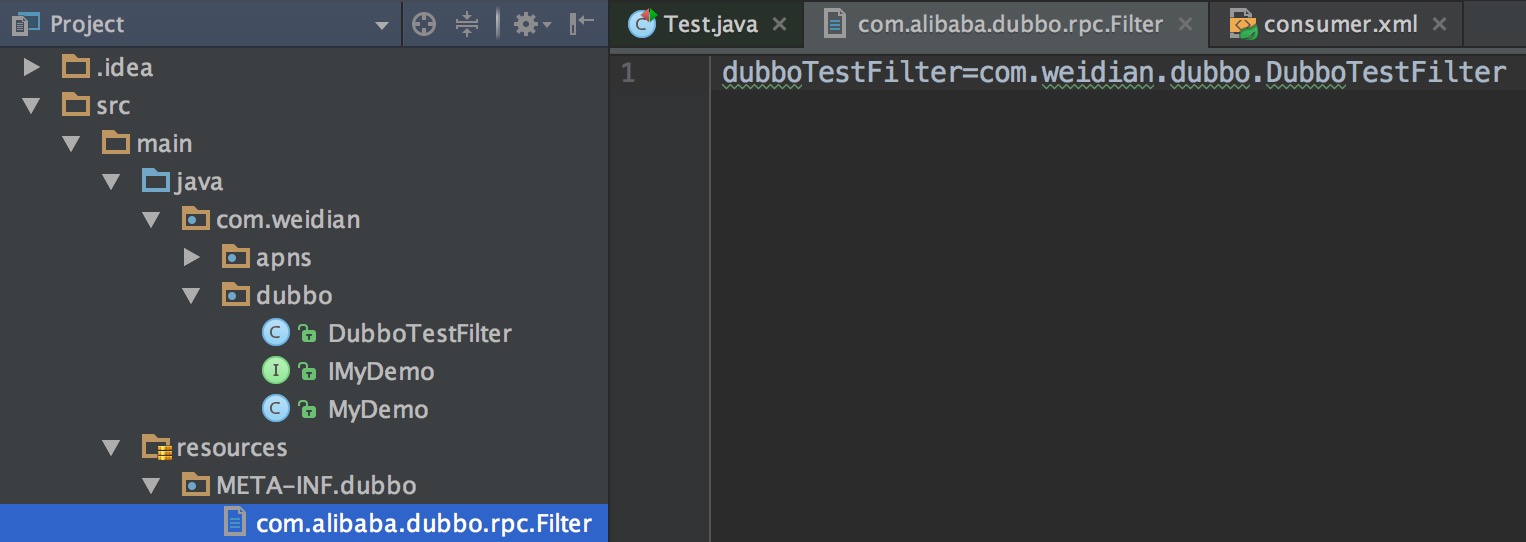 Project
Test.java
com.alibaba.dubbo.rpc.Filter
consumer.xml
.idea
src
main
java
com.weidian
apns
dubbo
C DubboTestFilter
I IMyDemo
C MyDemo
resources
META-INF.dubbo
com.alibaba.dubbo.rpc.Filter
1 dubboTestFilter=com.weidian.dubbo.DubboTestFilter